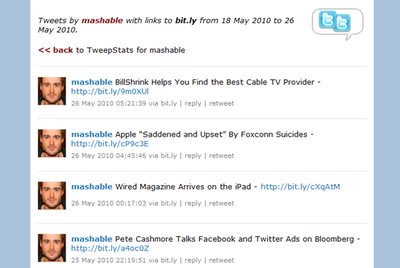 Tweets by mashable with links to bit.ly from 18 May 2010 to 26
May 2010.
<< back to TweepStats for mashable
mashable BillShrink Helps You Find the Best Cable TV Provider -
http://bit.ly/9m0XUl
26 May 2010 05:21:39 via bit.ly | reply | retweet
mashable Apple “Saddened and Upset” By Foxconn Suicides -
http://bit.ly/cP9c3E
26 May 2010 04:45:46 via bit.ly | reply | retweet
mashable Wired Magazine Arrives on the iPad - http://bit.ly/cXqAtM
26 May 2010 00:17:03 via bit.ly | reply | retweet
mashable Pete Cashmore Talks Facebook and Twitter Ads on Bloomberg -
http://bit.ly/a4oc0Z
25 May 2010 22:19:51 via bit.ly | reply | retweet